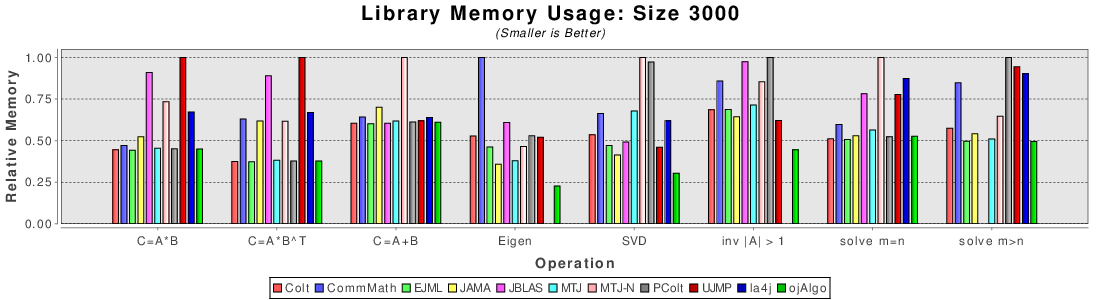 Library Memory Usage: Size 3000
(Smaller is Better)
Relative Memory
1.00
0.75
0.50
0.25
0.00
C=A*B C=A*B^T C=A+B Eigen SVD inv |A| > 1 solve m=n solve m>n
Operation
Colt CommMath EJML JAMA JBLAS MTJ MTJ-N PColt UJMP la4j ojAlgo